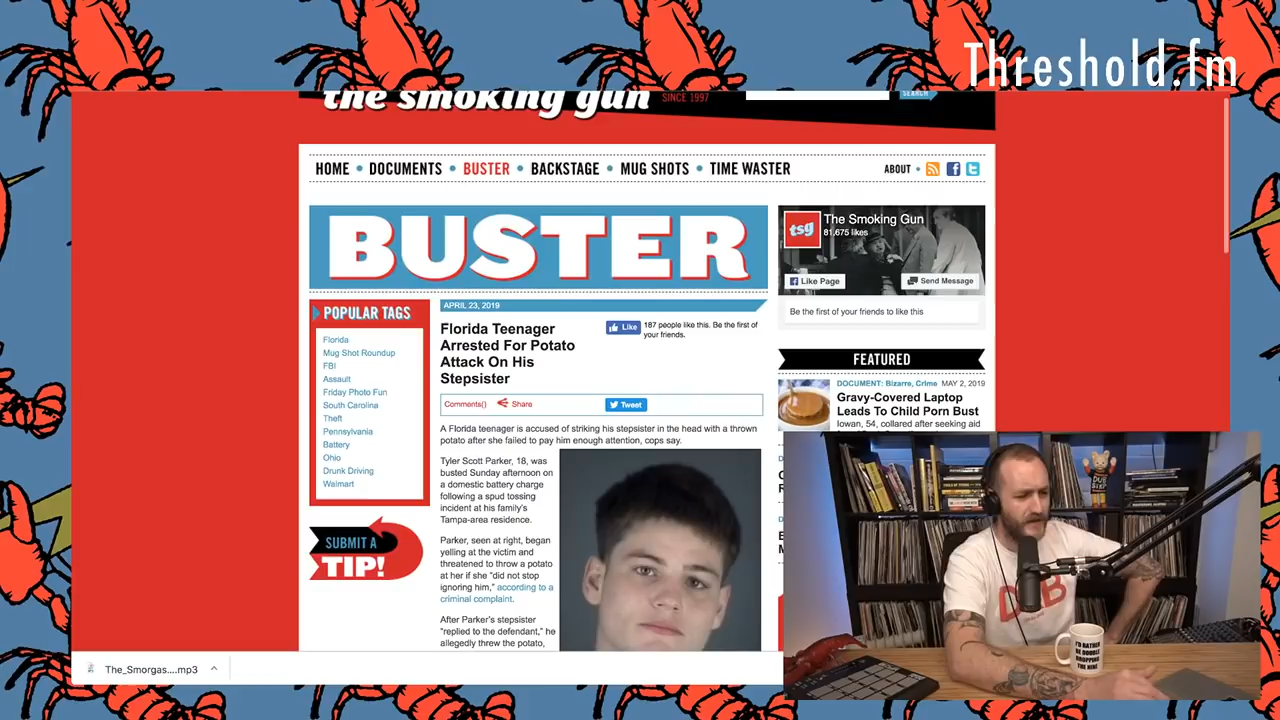 Threshold.fm
the smoking gun SINCE 1997
SEARCH
HOME • DOCUMENTS • BUSTER • BACKSTAGE • MUG SHOTS • TIME WASTER
ABOUT •
BUSTER
tsg
The Smoking Gun
81,675 likes
Like Page
Send Message
Be the first of your friends to like this
POPULAR TAGS
Florida
Mug Shot Roundup
FBI
Assault
Friday Photo Fun
South Carolina
Theft
Pennsylvania
Battery
Ohio
Drunk Driving
Walmart
SUBMIT A
TIP!
APRIL 23, 2019
Florida Teenager
Arrested For Potato
Attack On His
Stepsister
Like
187 people like this. Be the first of
your friends.
Comments()
Share
Tweet
A Florida teenager is accused of striking his stepsister in the head with a thrown
potato after she failed to pay him enough attention, cops say.
Tyler Scott Parker, 18, was
busted Sunday afternoon on
a domestic battery charge
following a spud tossing
incident at his family's
Tampa-area residence.
Parker, seen at right, began
yelling at the victim and
threatened to throw a potato
at her if she "did not stop
ignoring him," according to a
criminal complaint.
After Parker's stepsister
"replied to the defendant," he
allegedly threw the potato,
FEATURED
DOCUMENT: Bizarre, Crime MAY 2, 2019
Gravy-Covered Laptop
Leads To Child Porn Bust
Iowan, 54, collared after seeking aid
The_Smorgas....mp3
I'D RATHER
BE DOUBLE
DROPPING
THE NINE